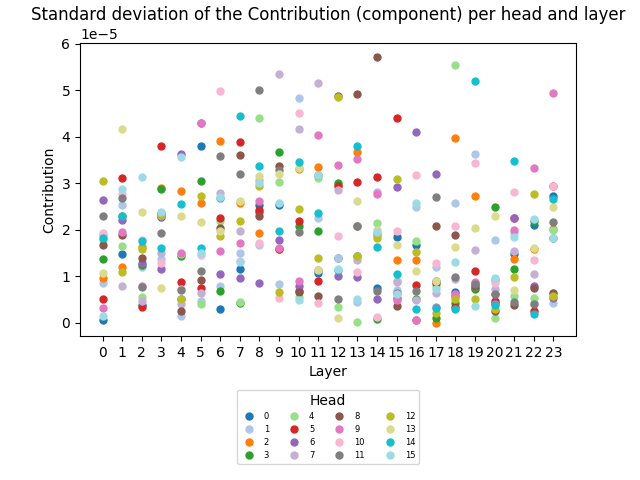 Standard deviation of the Contribution (component) per head and layer
1e−5
6
5
4
3
2
1
0
Contribution
0 1 2 3 4 5 6 7 8 9 10 11 12 13 14 15 16 17 18 19 20 21 22 23
Layer
Head
0 4 8 12
1 5 9 13
2 6 10 14
3 7 11 15